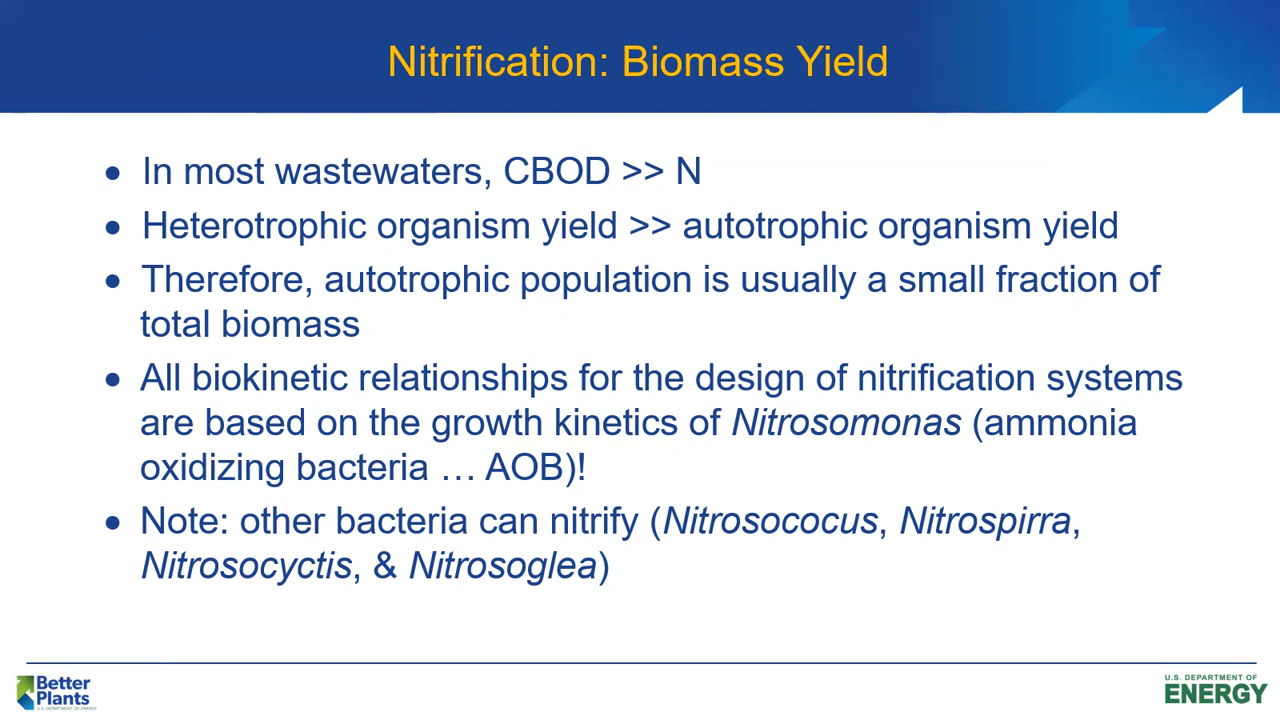 Nitrification: Biomass Yield
• In most wastewaters, CBOD >> N
• Heterotrophic organism yield >> autotrophic organism yield
• Therefore, autotrophic population is usually a small fraction of
total biomass
• All biokinetic relationships for the design of nitrification systems
are based on the growth kinetics of Nitrosomonas (ammonia
oxidizing bacteria … AOB)!
• Note: other bacteria can nitrify (Nitrosococus, Nitrospirra,
Nitrosocyctis, & Nitrosoglea)
Better
Plants
U.S. DEPARTMENT OF ENERGY
U.S. DEPARTMENT OF
ENERGY